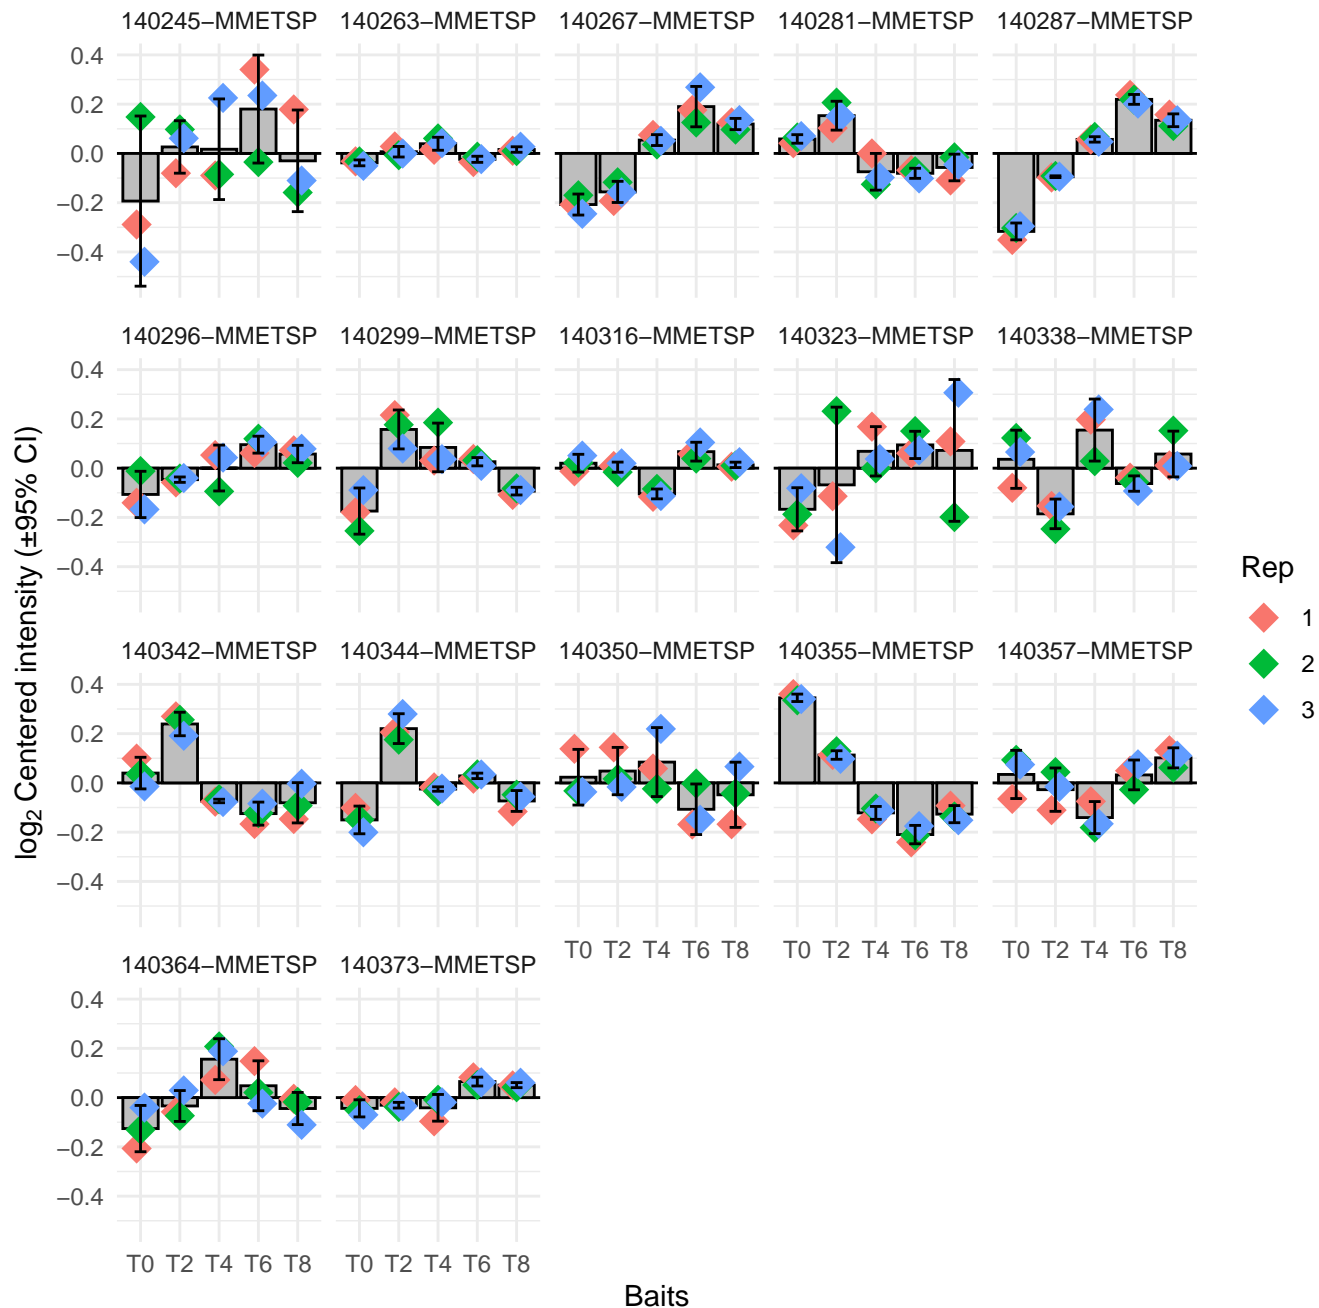 140245−MMETSP 140263−MMETSP 140267−MMETSP 140281−MMETSP 140287−MMETSP
0.4
0.2
0.0
−0.2
−0.4
140296−MMETSP 140299−MMETSP 140316−MMETSP 140323−MMETSP 140338−MMETSP
0.4
0.2
0.0
−0.2
−0.4
140342−MMETSP 140344−MMETSP 140350−MMETSP 140355−MMETSP 140357−MMETSP
0.4
0.2
0.0
−0.2
−0.4
T0 T2 T4 T6 T8 T0 T2 T4 T6 T8 T0 T2 T4 T6 T8
140364−MMETSP 140373−MMETSP
0.4
0.2
0.0
−0.2
−0.4
T0 T2 T4 T6 T8 T0 T2 T4 T6 T8
Baits
log2 Centered intensity (±95% CI)
Rep
1
2
3